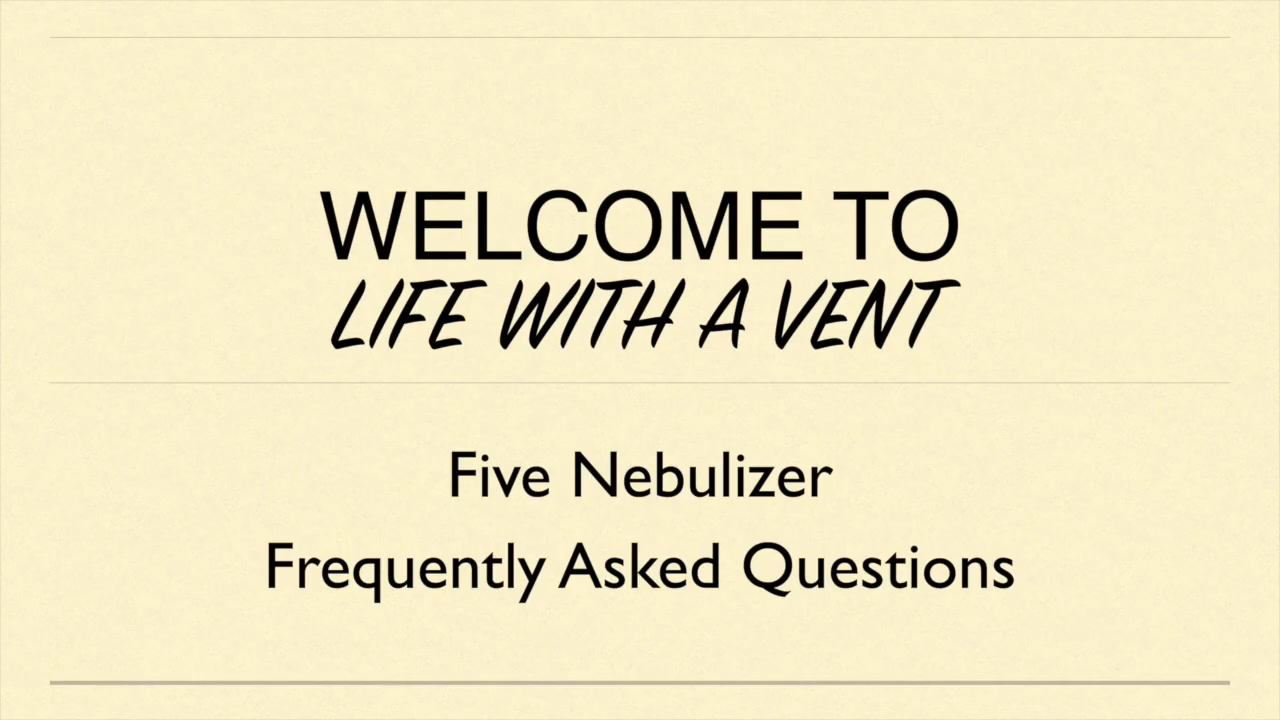 WELCOME TO
LIFE WITH A VENT
Five Nebulizer
Frequently Asked Questions